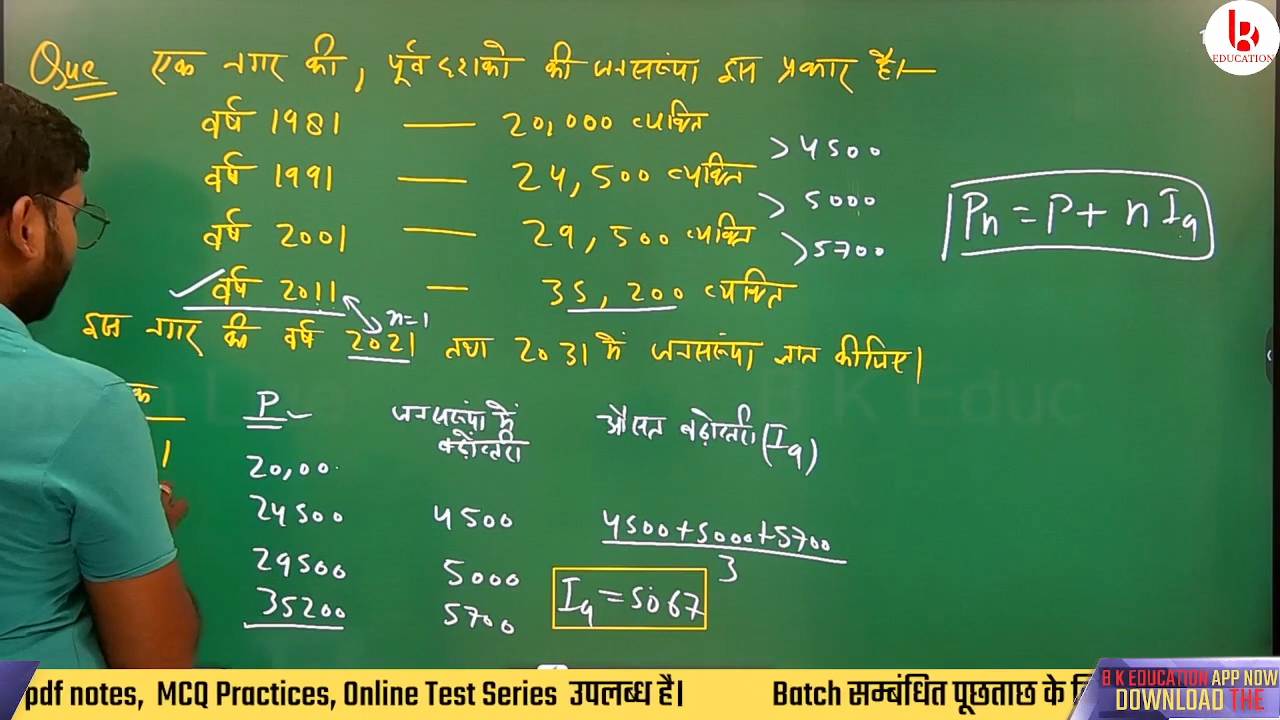 EDUCATION
Que एक नगर की, पूर्व दशको की जनसंख्या इस प्रकार है।—
वर्ष 1981 — 20,000 व्यक्ति
>4500
वर्ष 1991 — 24,500 व्यक्ति
>5000
वर्ष 2001 — 29,500 व्यक्ति
>5700
Pn = P + n Ia
वर्ष 2011 — 35,200 व्यक्ति
n=1
इस नगर की वर्ष 2021 तथा 2031 में जनसंख्या ज्ञात कीजिए।
B K Educ
P जनसंख्या में बढ़ोत्तरी औसत बढ़ोत्तरी (Ia)
1
20,00
24500 4500 4500+5000+5700
3
29500 5000
Ia = 5067
35200 5700
pdf notes, MCQ Practices, Online Test Series उपलब्ध है। Batch सम्बंधित पूछताछ के
B K EDUCATION APP NOW
DOWNLOAD THE